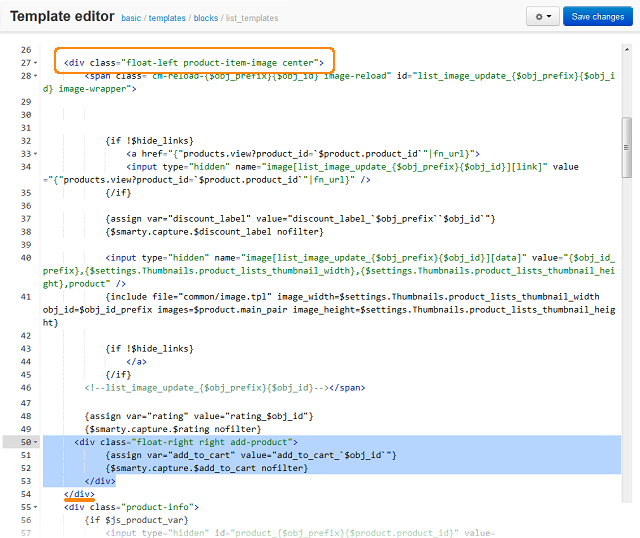 Template editor basic / templates / blocks / list_templates Save changes
26
27 <div class="float-left product-item-image center">
28 <span class="cm-reload-{$obj_prefix}{$obj_id} image-reload" id="list_image_update_{$obj_prefix}{$obj_i
d} image-wrapper">
29
30
31
32 {if !$hide_links}
33 <a href="{"products.view?product_id=`$product.product_id`"|fn_url}">
34 <input type="hidden" name="image[list_image_update_{$obj_prefix}{$obj_id}][link]" value
="{"products.view?product_id=`$product.product_id`"|fn_url}" />
35 {/if}
36
37 {assign var="discount_label" value="discount_label_`$obj_prefix``$obj_id`"}
38 {$smarty.capture.$discount_label nofilter}
39
40 <input type="hidden" name="image[list_image_update_{$obj_prefix}{$obj_id}][data]" value="{$obj_id_
prefix},{$settings.Thumbnails.product_lists_thumbnail_width},{$settings.Thumbnails.product_lists_thumbnail_hei
ght},product" />
41 {include file="common/image.tpl" image_width=$settings.Thumbnails.product_lists_thumbnail_width
obj_id=$obj_id_prefix images=$product.main_pair image_height=$settings.Thumbnails.product_lists_thumbnail_heig
ht}
42
43 {if !$hide_links}
44 </a>
45 {/if}
46 <!--list_image_update_{$obj_prefix}{$obj_id}--></span>
47
48 {assign var="rating" value="rating_$obj_id"}
49 {$smarty.capture.$rating nofilter}
50 <div class="float-right right add-product">
51 {assign var="add_to_cart" value="add_to_cart_`$obj_id`"}
52 {$smarty.capture.$add_to_cart nofilter}
53 </div>
54 </div>
55 <div class="product-info">
56 {if $js_product_var}
57 <input type="hidden" id="product_{$obj_prefix}{$product.product_id}" value=